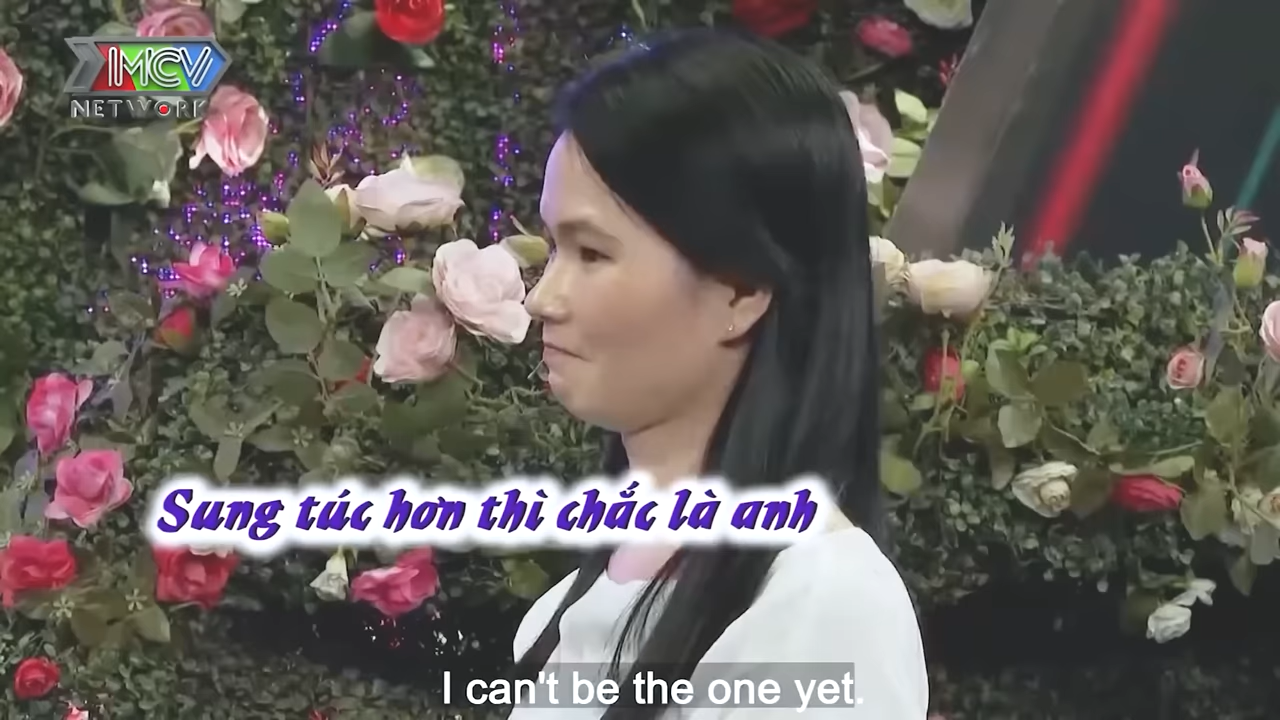 MCV
NETWORK
Sung túc hơn thì chắc là anh
I can't be the one yet.